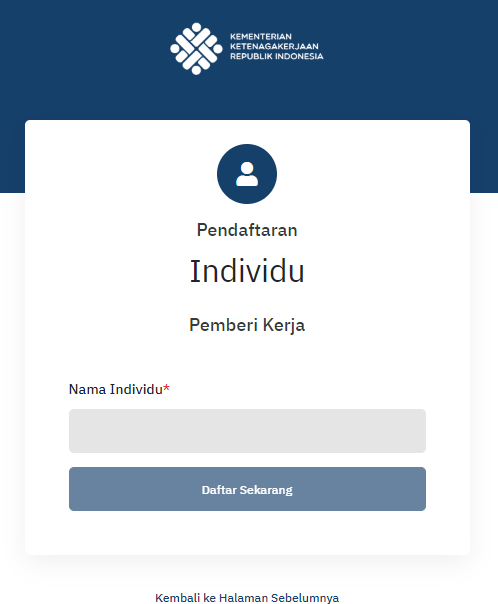 KEMENTERIAN
KETENAGAKERJAAN
REPUBLIK INDONESIA
Pendaftaran
Individu
Pemberi Kerja
Nama Individu*
Daftar Sekarang
Kembali ke Halaman Sebelumnya